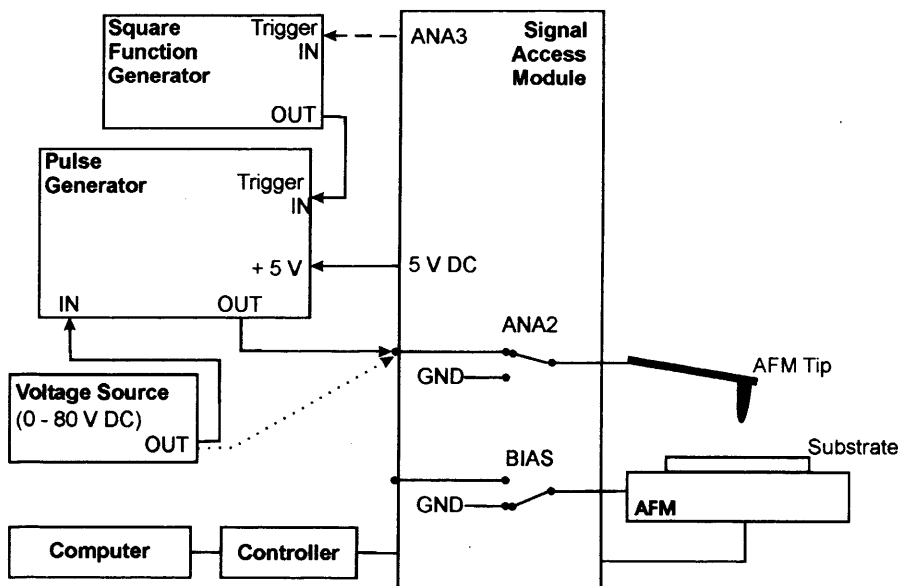 Square
Function
Generator
Trigger
IN
OUT
ANA3
Signal
Access
Module
Pulse
Generator
Trigger
IN
+ 5 V
IN
OUT
5 V DC
ANA2
GND
AFM Tip
Voltage Source
(0 - 80 V DC)
OUT
BIAS
GND
Substrate
AFM
Computer
Controller